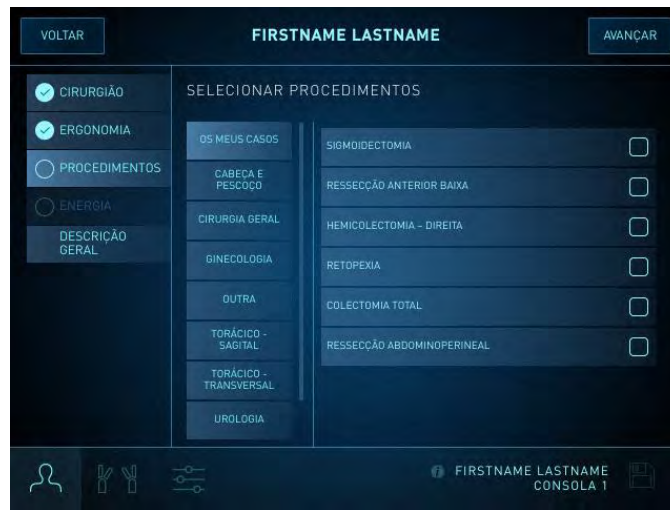 VOLTAR
FIRSTNAME LASTNAME
AVANÇAR
CIRURGIÃO
ERGONOMIA
PROCEDIMENTOS
ENERGIA
DESCRIÇÃO
GERAL
SELECIONAR PROCEDIMENTOS
OS MEUS CASOS
CABEÇA E
PESCOÇO
CIRURGIA GERAL
GINECOLOGIA
OUTRA
TORÁCICO -
SAGITAL
TORÁCICO -
TRANSVERSAL
UROLOGIA
SIGMOIDECTOMIA
RESSECÇÃO ANTERIOR BAIXA
HEMICOLECTOMIA – DIREITA
RETOPEXIA
COLECTOMIA TOTAL
RESSECÇÃO ABDOMINOPERINEAL
FIRSTNAME LASTNAME
CONSOLA 1